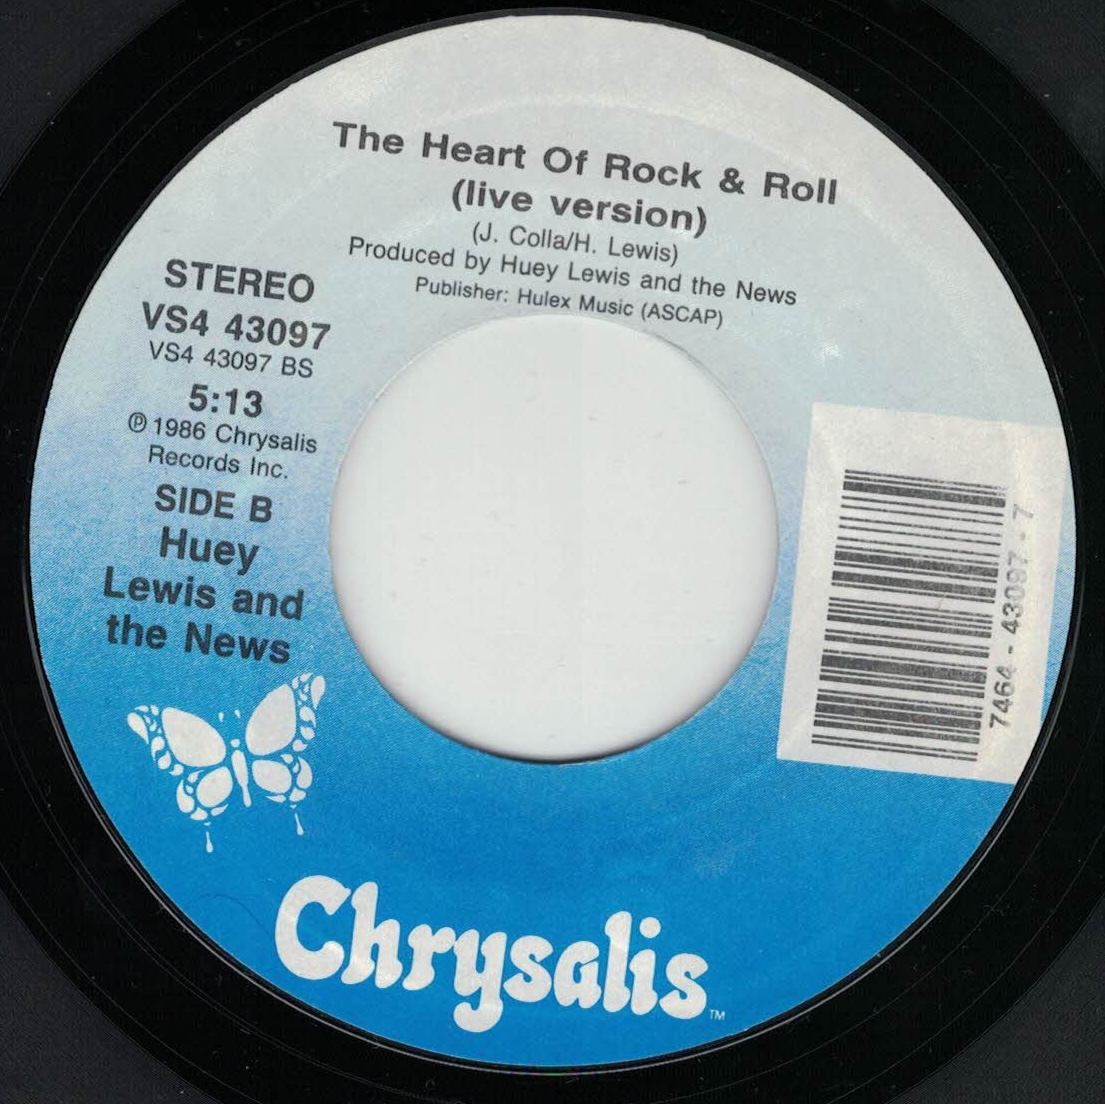 The Heart Of Rock & Roll
(live version)
(J. Colla/H. Lewis)
Produced by Huey Lewis and the News
Publisher: Hulex Music (ASCAP)
STEREO
VS4 43097
VS4 43097 BS
5:13
℗ 1986 Chrysalis
Records Inc.
SIDE B
Huey
Lewis and
the News
7464-43097-7
Chrysalis™